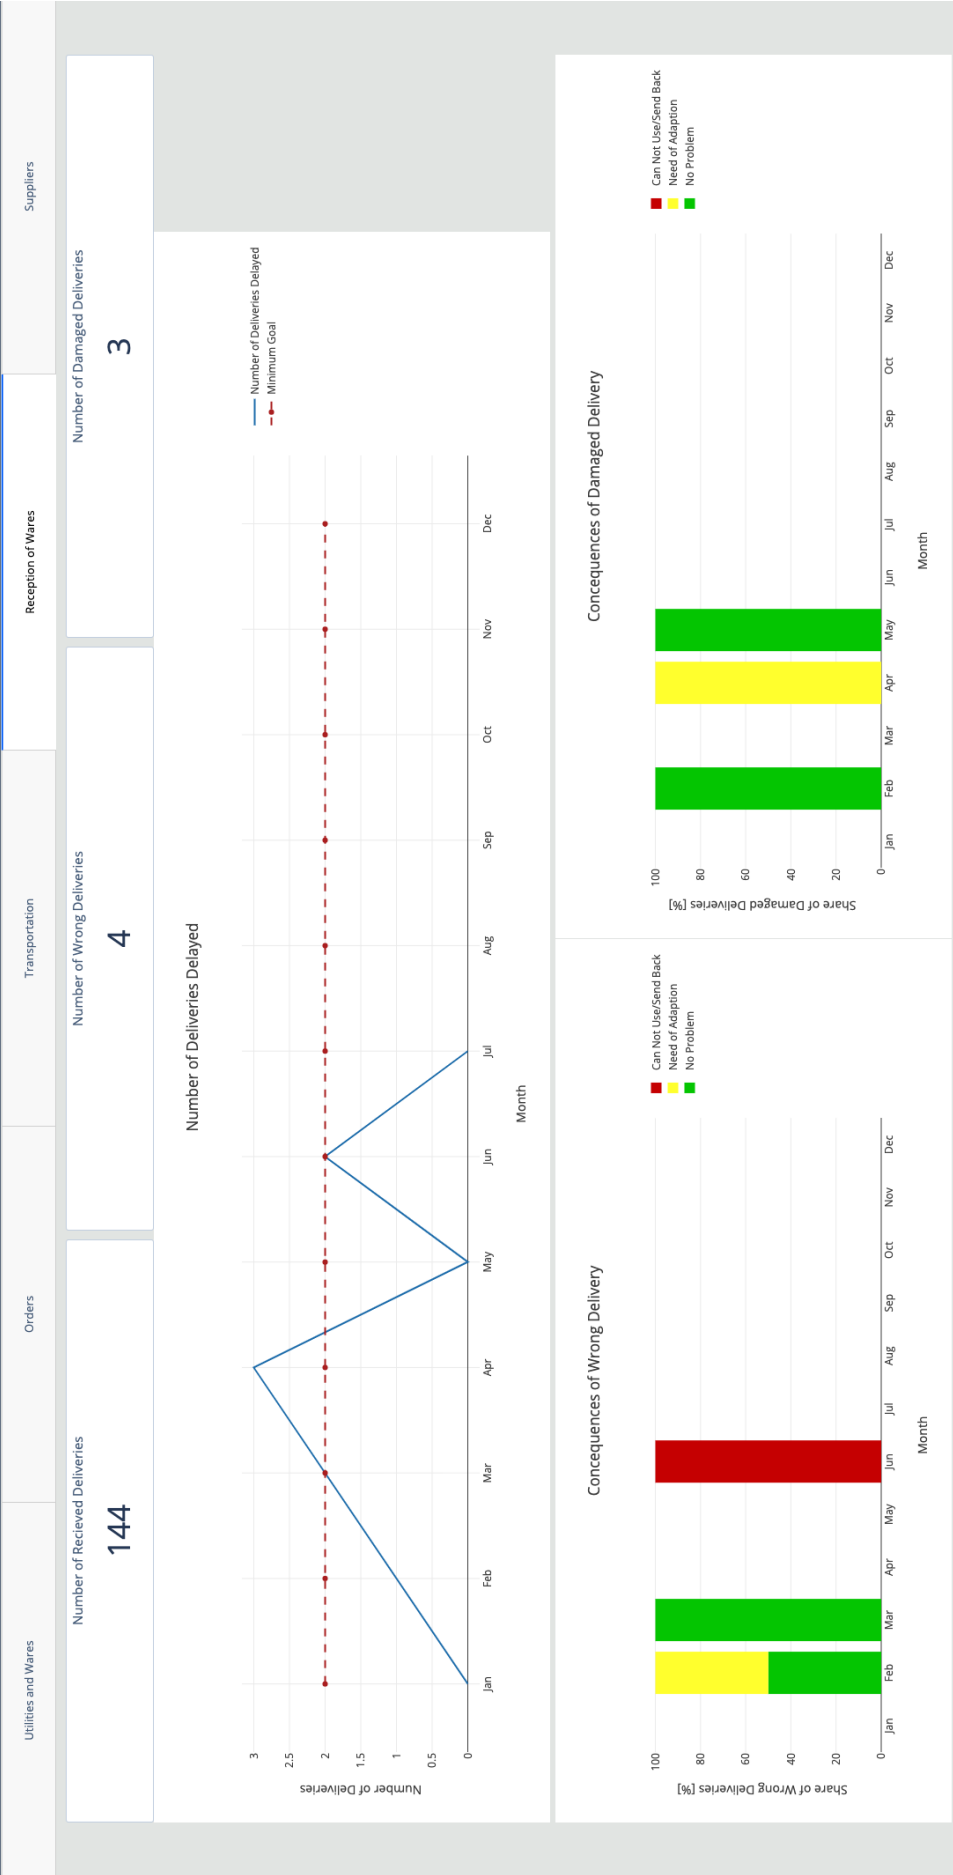 Utilities and Wares
Orders
Transportation
Reception of Wares
Suppliers
Number of Recieved Deliveries
144
Number of Wrong Deliveries
4
Number of Damaged Deliveries
3
Number of Deliveries Delayed
Number of Deliveries
3
2.5
2
1.5
1
0.5
0
Jan Feb Mar Apr May Jun Jul Aug Sep Oct Nov Dec
Month
Number of Deliveries Delayed
Minimum Goal
Concequences of Wrong Delivery
Share of Wrong Deliveries [%]
100
80
60
40
20
0
Jan Feb Mar Apr May Jun Jul Aug Sep Oct Nov Dec
Month
Can Not Use/Send Back
Need of Adaption
No Problem
Concequences of Damaged Delivery
Share of Damaged Deliveries [%]
100
80
60
40
20
0
Jan Feb Mar Apr May Jun Jul Aug Sep Oct Nov Dec
Month
Can Not Use/Send Back
Need of Adaption
No Problem